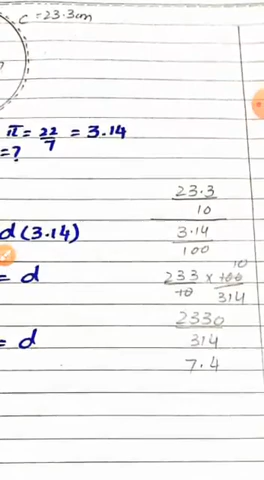 C = 23.3cm
?
π = 22/7 = 3.14
= ?
23.3
10
d (3.14)
3.14
100
= d
233/10 × 100/314
10
2330
314
= d
7.4